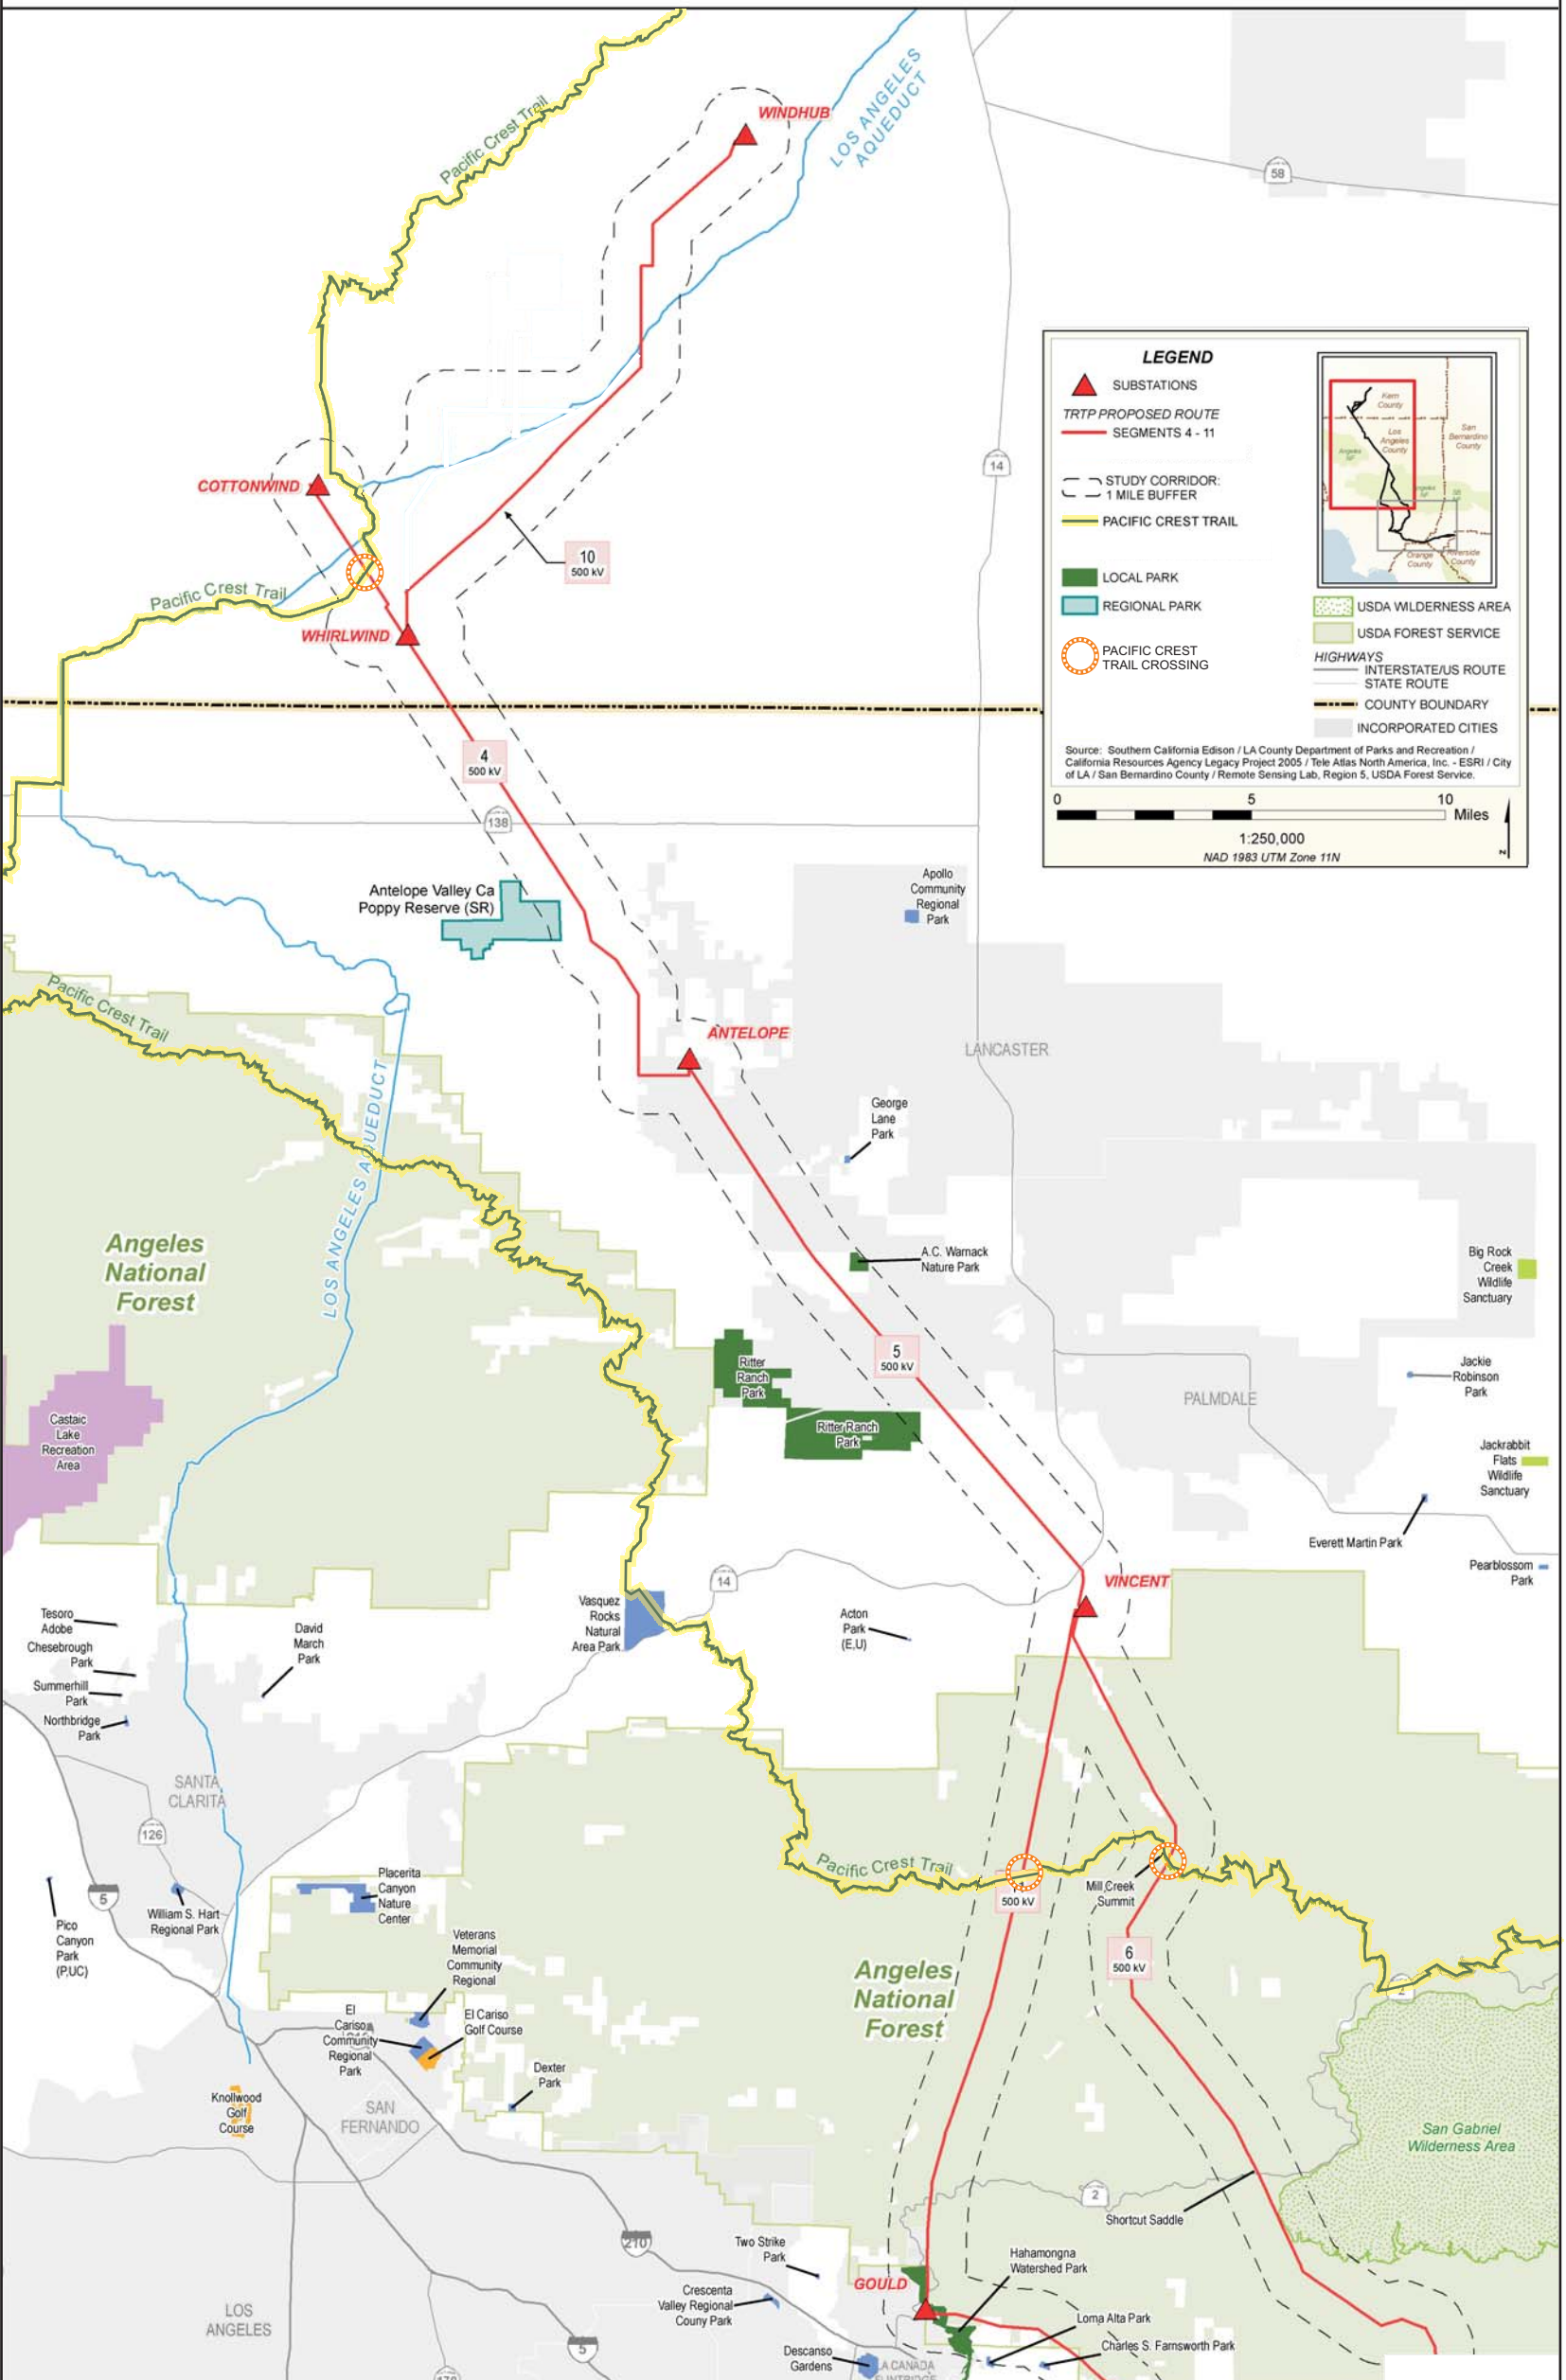 WINDHUB
LOS ANGELES
AQUEDUCT
Pacific Crest Trail
58
LEGEND
SUBSTATIONS
TRTP PROPOSED ROUTE
SEGMENTS 4 - 11
STUDY CORRIDOR:
1 MILE BUFFER
PACIFIC CREST TRAIL
LOCAL PARK
REGIONAL PARK
PACIFIC CREST
TRAIL CROSSING
Kern
County
Los
Angeles
County
San
Bernardino
County
Angeles
NF
Orange
County
Riverside
County
USDA WILDERNESS AREA
USDA FOREST SERVICE
HIGHWAYS
INTERSTATE/US ROUTE
STATE ROUTE
COUNTY BOUNDARY
INCORPORATED CITIES
Source: Southern California Edison / LA County Department of Parks and Recreation /
California Resources Agency Legacy Project 2005 / Tele Atlas North America, Inc. - ESRI / City
of LA / San Bernardino County / Remote Sensing Lab, Region 5, USDA Forest Service.
0 5 10
Miles
1:250,000
NAD 1983 UTM Zone 11N
N
14
COTTONWIND
10
500 kV
Pacific Crest Trail
WHIRLWIND
4
500 kV
138
Antelope Valley Ca
Poppy Reserve (SR)
Apollo
Community
Regional
Park
Pacific Crest Trail
ANTELOPE
LANCASTER
LOS ANGELES AQUEDUCT
George
Lane
Park
Angeles
National
Forest
A.C. Warnack
Nature Park
Big Rock
Creek
Wildlife
Sanctuary
5
500 kV
Ritter
Ranch
Park
Jackie
Robinson
Park
PALMDALE
Castaic
Lake
Recreation
Area
Ritter Ranch
Park
Jackrabbit
Flats
Wildlife
Sanctuary
Everett Martin Park
Pearblossom
Park
VINCENT
14
Vasquez
Rocks
Natural
Area Park
Acton
Park
(E,U)
Tesoro
Adobe
Chesebrough
Park
Summerhill
Park
Northbridge
Park
David
March
Park
SANTA
CLARITA
126
Pacific Crest Trail
500 kV
Mill Creek
Summit
Placerita
Canyon
Nature
Center
5
William S. Hart
Regional Park
Pico
Canyon
Park
(P,UC)
Veterans
Memorial
Community
Regional
6
500 kV
Angeles
National
Forest
2
El
Cariso
Community
Regional
Park
El Cariso
Golf Course
Dexter
Park
Knollwood
Golf
Course
SAN
FERNANDO
San Gabriel
Wilderness Area
2
Shortcut Saddle
210
Two Strike
Park
Hahamongna
Watershed Park
GOULD
Crescenta
Valley Regional
Couny Park
LOS
ANGELES
Loma Alta Park
Charles S. Farnsworth Park
5
Descanso
Gardens
LA CANADA